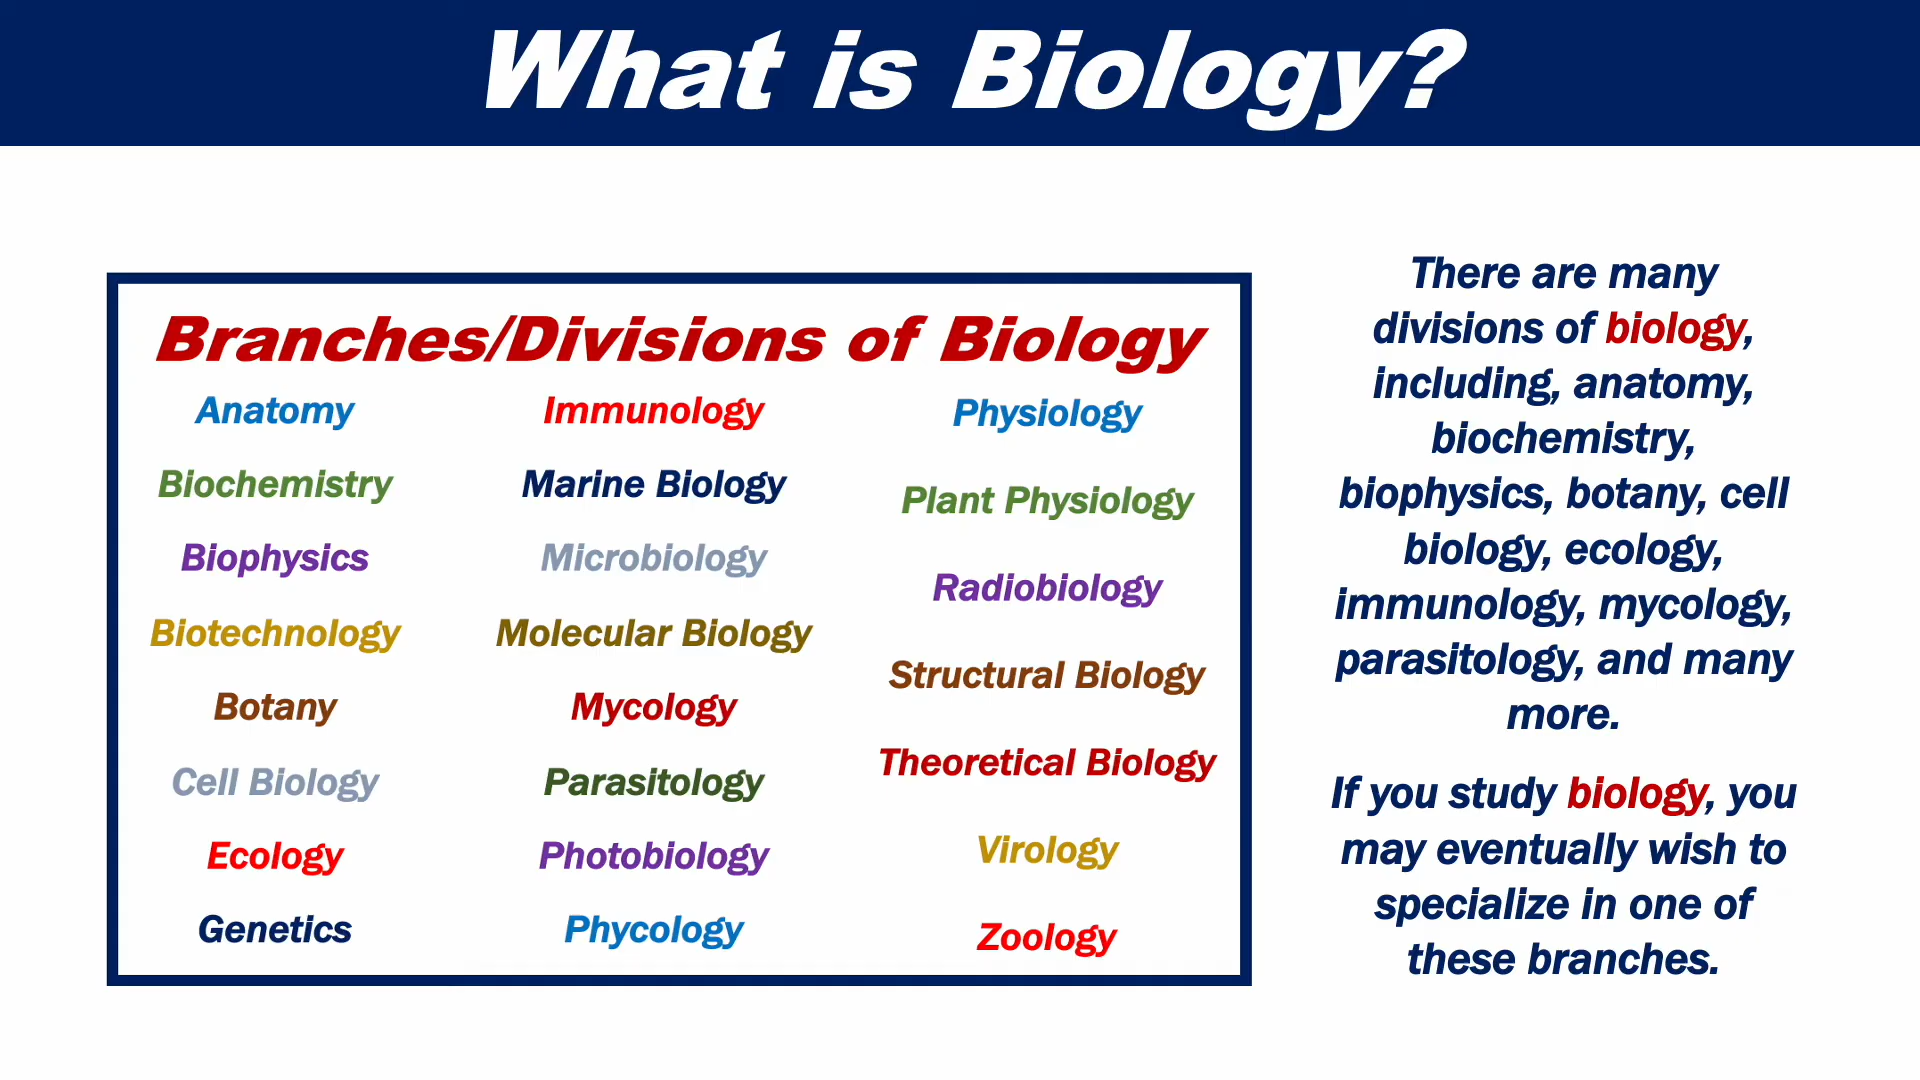 What is Biology?
Branches/Divisions of Biology
Anatomy
Biochemistry
Biophysics
Biotechnology
Botany
Cell Biology
Ecology
Genetics
Immunology
Marine Biology
Microbiology
Molecular Biology
Mycology
Parasitology
Photobiology
Phycology
Physiology
Plant Physiology
Radiobiology
Structural Biology
Theoretical Biology
Virology
Zoology
There are many
divisions of biology,
including, anatomy,
biochemistry,
biophysics, botany, cell
biology, ecology,
immunology, mycology,
parasitology, and many
more.
If you study biology, you
may eventually wish to
specialize in one of
these branches.